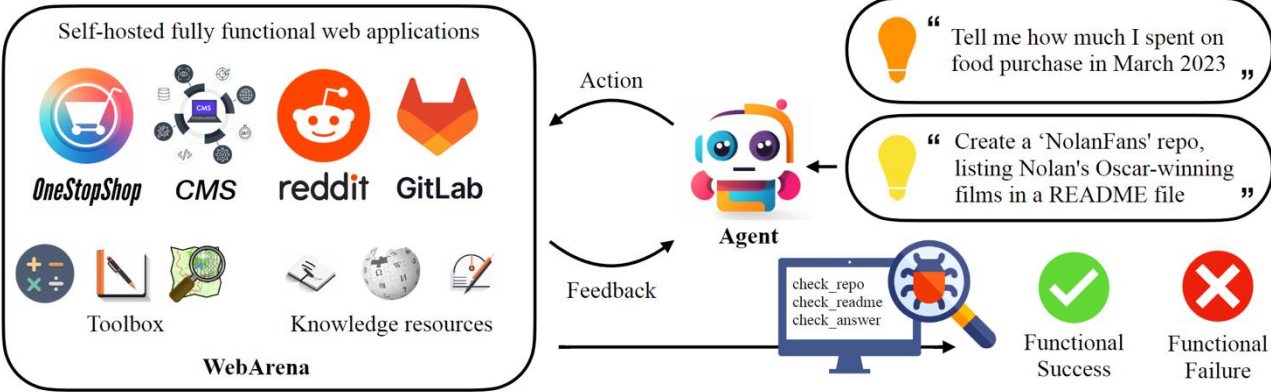 Self-hosted fully functional web applications
CMS
OneStopShop
CMS
reddit
GitLab
Toolbox
Knowledge resources
WebArena
Action
Feedback
Agent
“ Tell me how much I spent on
food purchase in March 2023 ”
“ Create a ‘NolanFans' repo,
listing Nolan's Oscar-winning
films in a README file ”
check_repo
check_readme
check_answer
Functional
Success
Functional
Failure